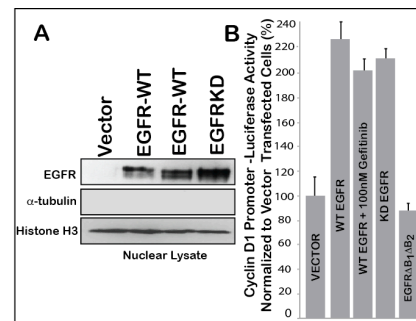 A
Vector
EGFR-WT
EGFR-WT
EGFRKD
EGFR
α-tubulin
Histone H3
Nuclear Lysate
B
Cyclin D1 Promoter -Luciferase Activity
Normalized to Vector Transfected Cells (%)
240
220
200
180
160
140
120
100
80
60
40
20
0
VECTOR
WT EGFR
WT EGFR + 100nM Gefitinib
KD EGFR
EGFRΔB1ΔB2